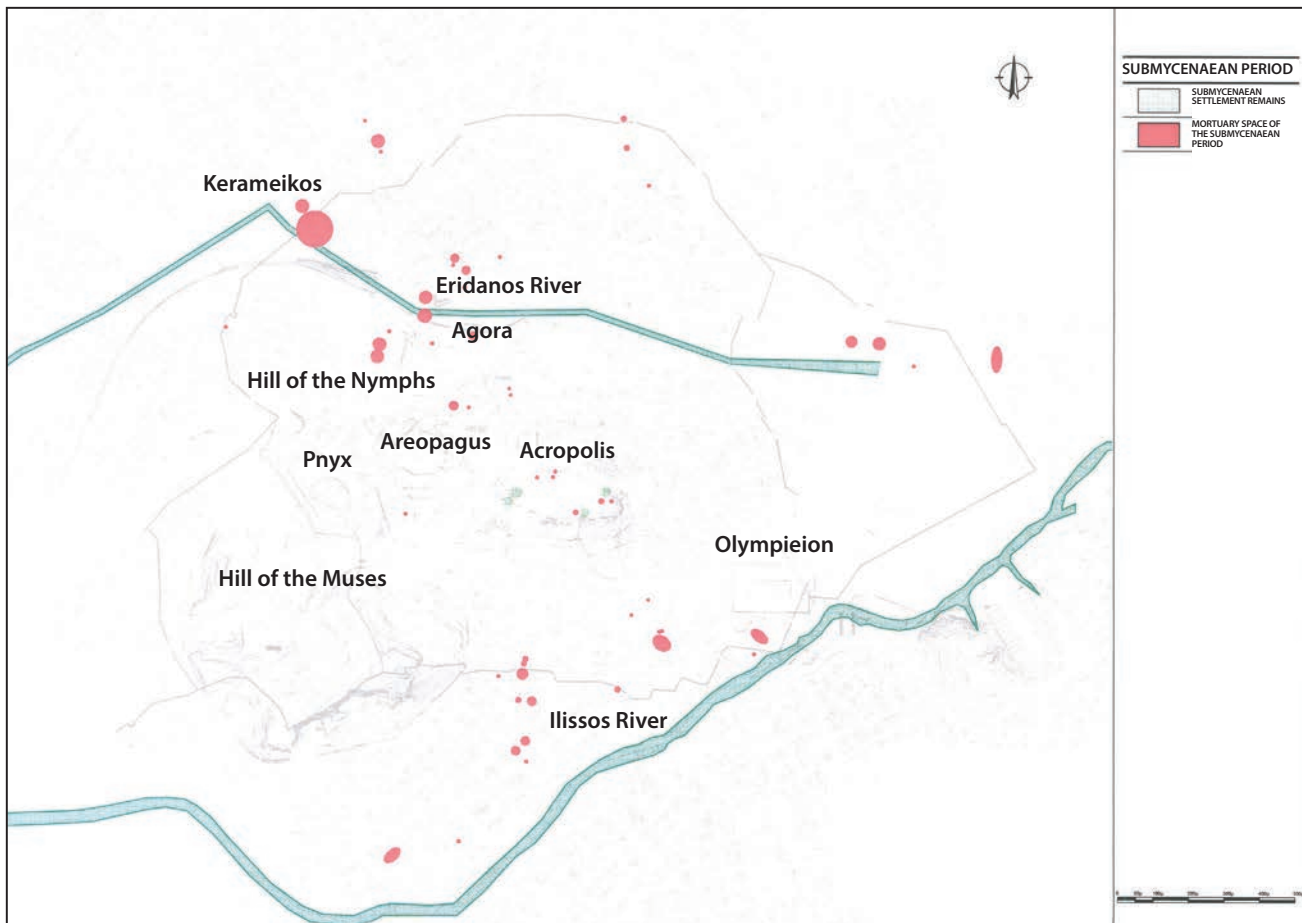 SUBMYCENAEAN PERIOD
SUBMYCENAEAN
SETTLEMENT REMAINS
MORTUARY SPACE OF
THE SUBMYCENAEAN
PERIOD
Kerameikos
Eridanos River
Agora
Hill of the Nymphs
Areopagus
Acropolis
Pnyx
Olympieion
Hill of the Muses
Ilissos River